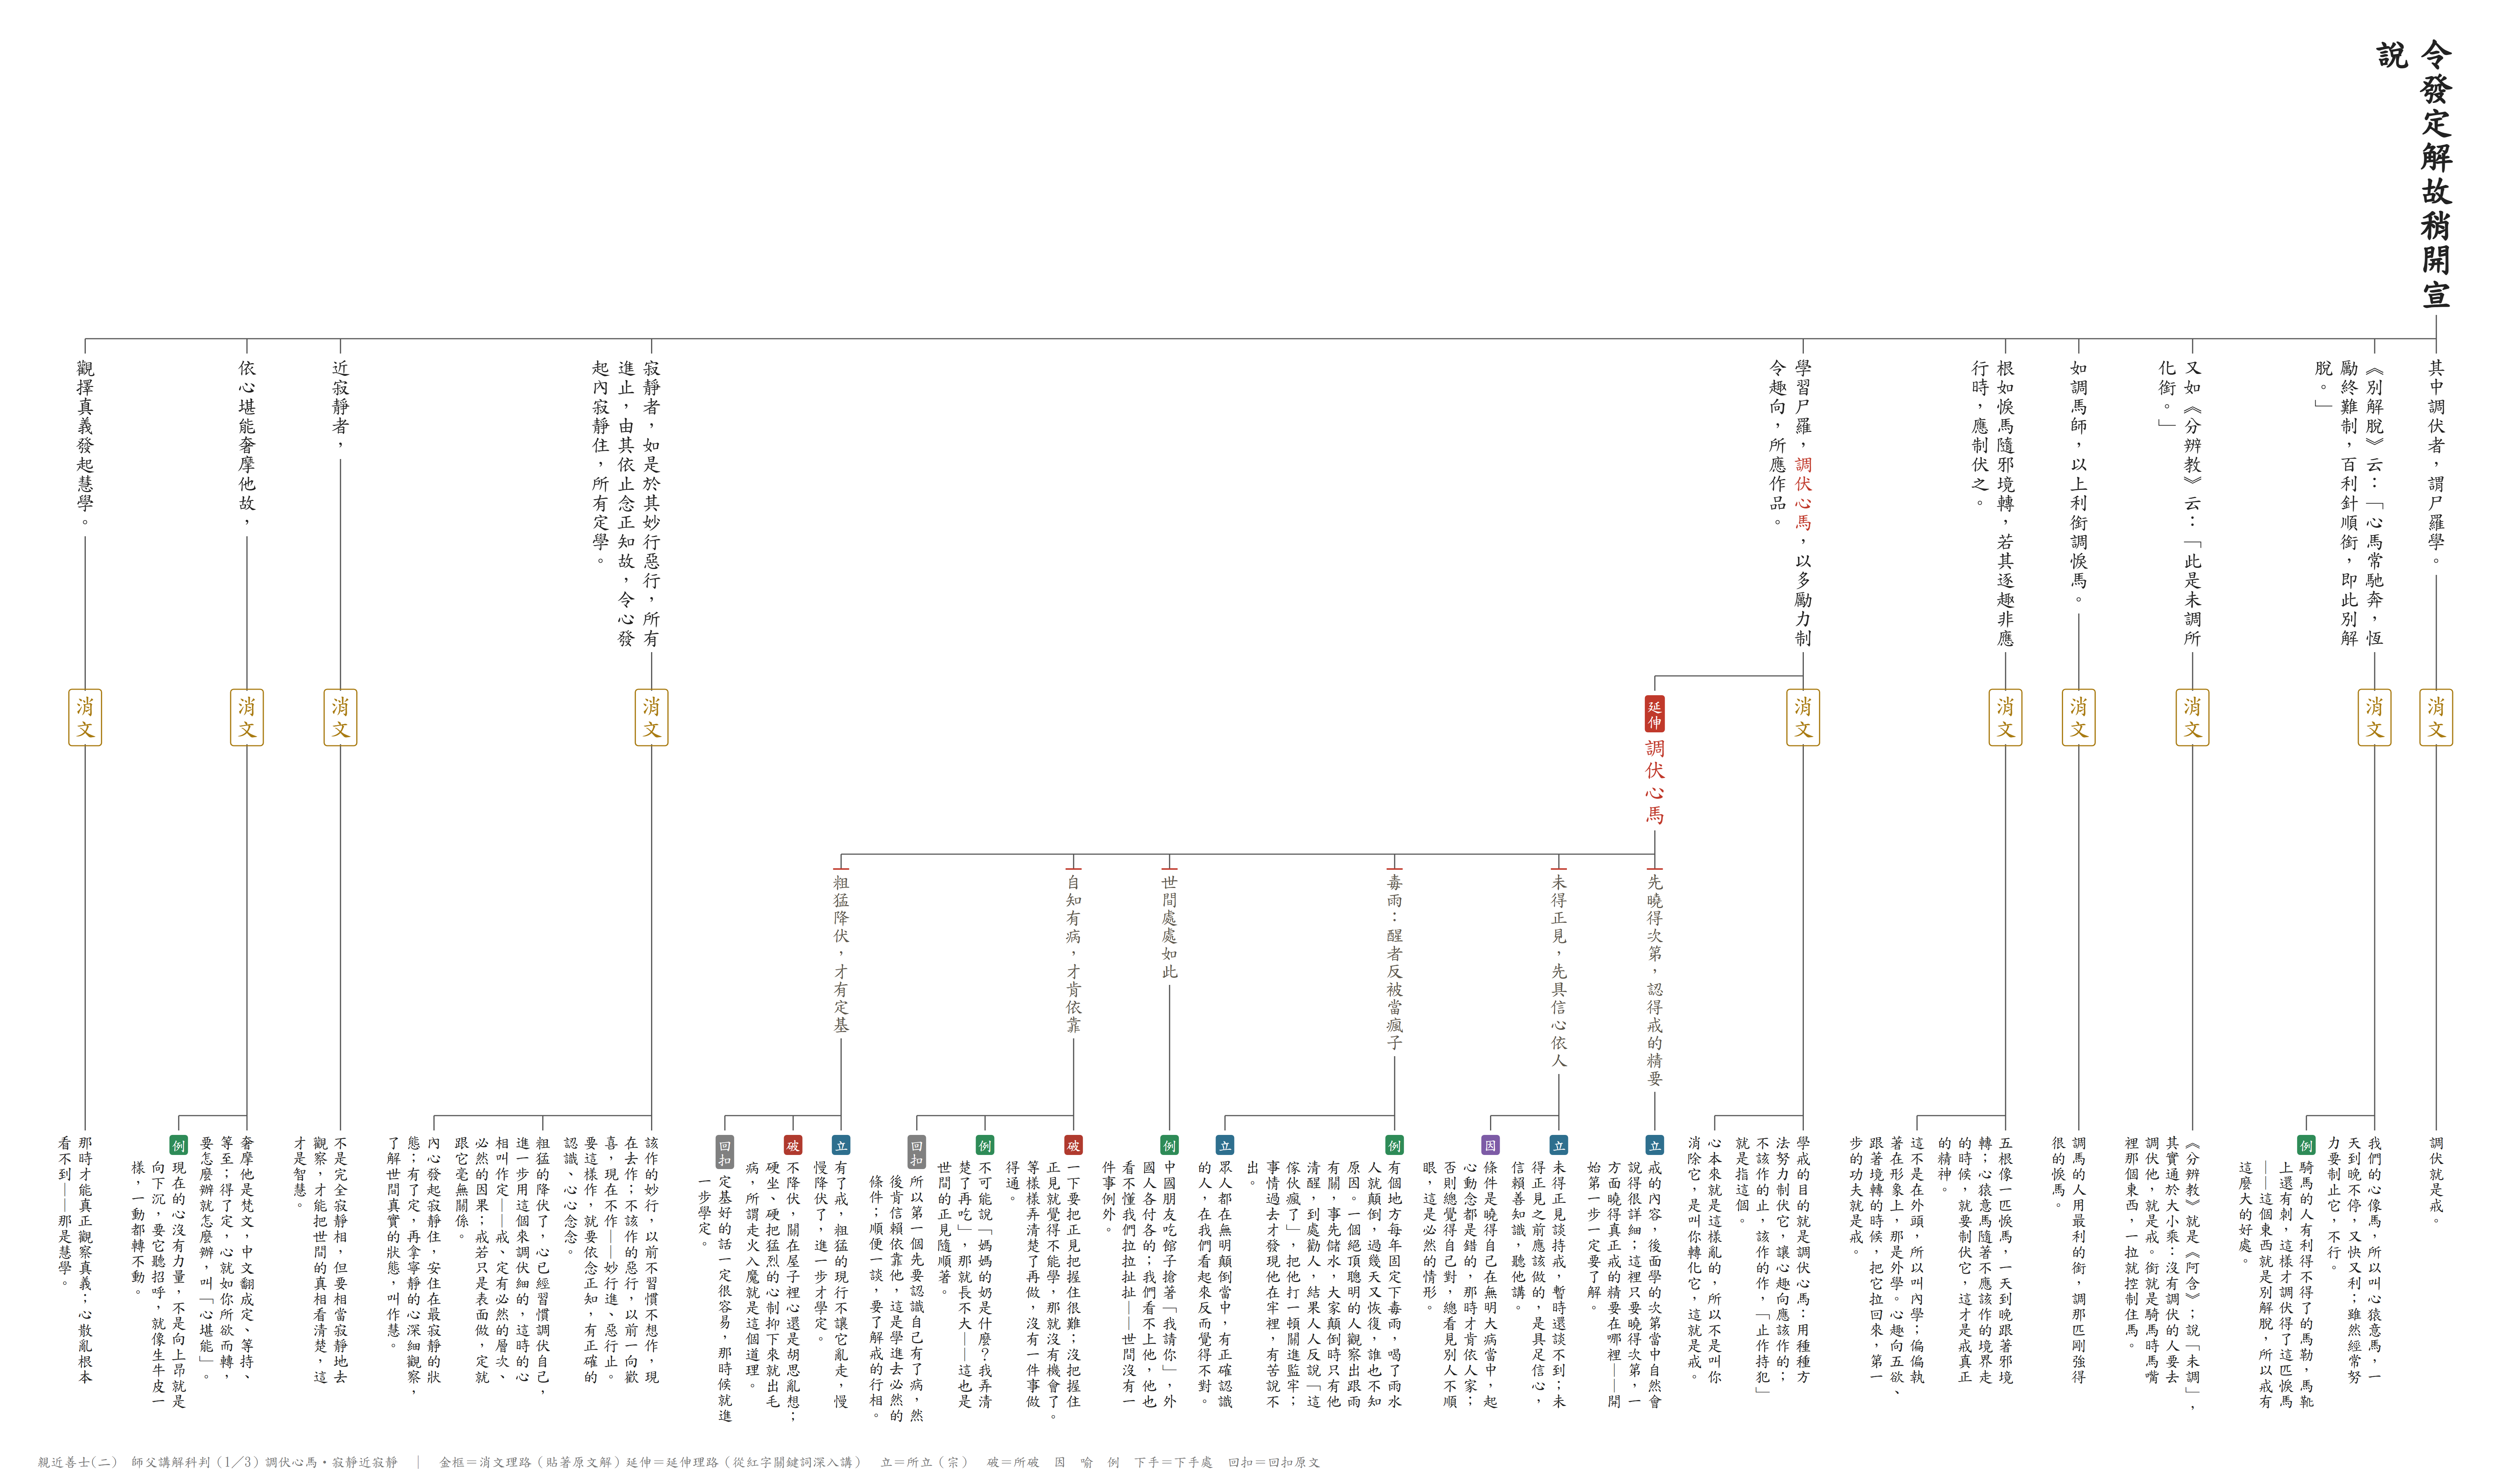 令發定解故稍開宣
說
其中調伏者，謂尸羅學。
《別解脫》云：「心馬常馳奔，恆
勵終難制，百利針順銜，即此別解
脫。」
又如《分辨教》云：「此是未調所
化銜。」
如調馬師，以上利銜調悷馬。
根如悷馬隨邪境轉，若其逐趣非應
行時，應制伏之。
學習尸羅，調伏心馬，以多勵力制
令趣向，所應作品。
寂靜者，如是於其妙行惡行，所有
進止，由其依止念正知故，令心發
起內寂靜住，所有定學。
近寂靜者，
依心堪能奢摩他故，
觀擇真義發起慧學。
消文
消文
消文
消文
消文
消文
消文
消文
消文
消文
延伸
調伏心馬
先曉得次第，認得戒的精要
未得正見，先具信心依人
毒雨：醒者反被當瘋子
世間處處如此
自知有病，才肯依靠
粗猛降伏，才有定基
調伏就是戒。
我們的心像馬，所以叫心猿意馬，一
天到晚不停，又快又利；雖然經常努
力要制止它，不行。
例
騎馬的人有利得不得了的馬勒，馬靴
上還有刺，這樣才調伏得了這匹悷馬
——這個東西就是別解脫，所以戒有
這麼大的好處。
《分辨教》就是《阿含》；說「未調」，
其實通於大小乘：沒有調伏的人要去
調伏他，就是戒。銜就是騎馬時馬嘴
裡那個東西，一拉就控制住馬。
調馬的人用最利的銜，調那匹剛強得
很的悷馬。
五根像一匹悷馬，一天到晚跟著邪境
轉；心猿意馬隨著不應該作的境界走
的時候，就要制伏它，這才是戒真正
的精神。
這不是在外頭，所以叫內學；偏偏執
著在形象上，那是外學。心趣向五欲、
跟著境轉的時候，把它拉回來，第一
步的功夫就是戒。
學戒的目的就是調伏心馬：用種種方
法努力制伏它，讓心趣向應該作的；
不該作的止，該作的作，「止作持犯」
就是指這個。
心本來就是這樣亂的，所以不是叫你
消除它，是叫你轉化它，這就是戒。
立
戒的內容，後面學的次第當中自然會
說得很詳細；這裡只要曉得次第，一
方面曉得真正戒的精要在哪裡——開
始第一步一定要了解。
立
未得正見談持戒，暫時還談不到；未
得正見之前應該做的，是具足信心，
信賴善知識，聽他講。
因
條件是曉得自己在無明大病當中，起
心動念都是錯的，那時才肯依人家；
否則總覺得自己對，總看見別人不順
眼，這是必然的情形。
例
有個地方每年固定下毒雨，喝了雨水
人就顛倒，過幾天又恢復，誰也不知
原因。一個絕頂聰明的人觀察出跟雨
有關，事先儲水，大家顛倒時只有他
清醒，到處勸人，結果人人反說「這
傢伙瘋了」，把他打一頓關進監牢；
事情過去才發現他在牢裡，有苦說不
出。
立
眾人都在無明顛倒當中，有正確認識
的人，在我們看起來反而覺得不對。
例
中國朋友吃館子搶著「我請你」，外
國人各付各的；我們看不上他，他也
看不懂我們拉拉扯扯——世間沒有一
件事例外。
破
一下要把正見把握住很難；沒把握住
正見就覺得不能學，那就沒有機會了。
等樣樣弄清楚了再做，沒有一件事做
得通。
例
不可能說「媽媽的奶是什麼？我弄清
楚了再吃」，那就長不大——這也是
世間的正見隨順著。
回扣
所以第一個先要認識自己有了病，然
後肯信賴依靠他，這是學進去必然的
條件；順便一談，要了解戒的行相。
立
有了戒，粗猛的現行不讓它亂走，慢
慢降伏了，進一步才學定。
破
不降伏，關在屋子裡心還是胡思亂想；
硬坐、硬把猛烈的心制抑下來就出毛
病，所謂走火入魔就是這個道理。
回扣
定基好的話一定很容易，那時候就進
一步學定。
該作的妙行，以前不習慣不想作，現
在去作；不該作的惡行，以前一向歡
喜，現在不作——妙行進、惡行止。
要這樣作，就要依念正知，有正確的
認識、心心念念。
粗猛的降伏了，心已經習慣調伏自己，
進一步用這個來調伏細的，這時的心
相叫作定——戒、定有必然的層次、
必然的因果；戒若只是表面做，定就
跟它毫無關係。
內心發起寂靜住，安住在最寂靜的狀
態；有了定，再拿寧靜的心深細觀察，
了解世間真實的狀態，叫作慧。
不是完全寂靜相，但要相當寂靜地去
觀察，才能把世間的真相看清楚，這
才是智慧。
奢摩他是梵文，中文翻成定、等持、
等至；得了定，心就如你所欲而轉，
要怎麼辦就怎麼辦，叫「心堪能」。
例
現在的心沒有力量，不是向上昂就是
向下沉，要它聽招呼，就像生牛皮一
樣，一動都轉不動。
那時才能真正觀察真義；心散亂根本
看不到——那是慧學。
親近善士(二)　師父講解科判（1／3）調伏心馬・寂靜近寂靜　｜　金框＝消文理路（貼著原文解）延伸＝延伸理路（從紅字關鍵詞深入講）　立＝所立（宗）　破＝所破　因　喻　例　下手＝下手處　回扣＝回扣原文